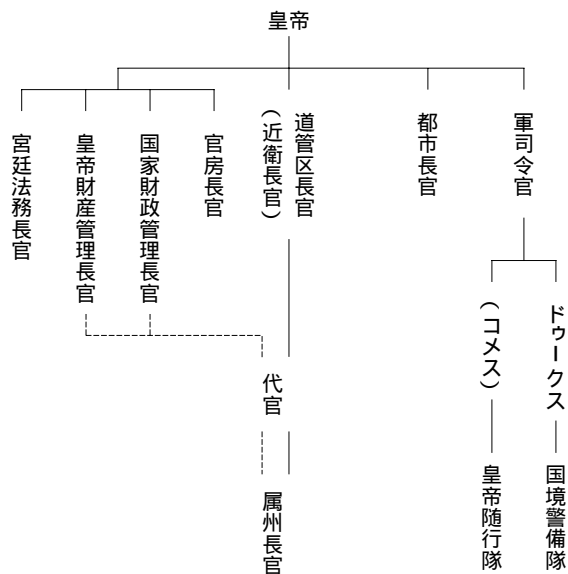 皇帝
軍司令官
都市長官
道管区長官
（近衛長官）
官房長官
国家財政管理長官
皇帝財産管理長官
宮廷法務長官
ドゥークス
（コメス）
代官
国境警備隊
皇帝随行隊
属州長官